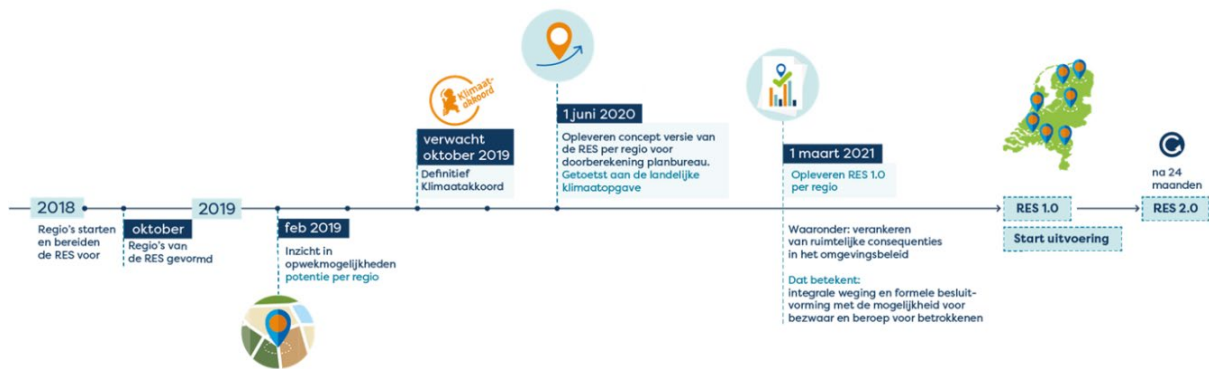 2018
Regio's starten
en bereiden
de RES voor
oktober
Regio's van
de RES gevormd
2019
feb 2019
Inzicht in
opwekmogelijkheden
potentie per regio
Klimaat-
akkoord
verwacht
oktober 2019
Definitief
Klimaatakkoord
1 juni 2020
Opleveren concept versie van
de RES per regio voor
doorberekening planbureau.
Getoetst aan de landelijke
klimaatopgave
1 maart 2021
Opleveren RES 1.0
per regio
Waaronder: verankeren
van ruimtelijke consequenties
in het omgevingsbeleid
Dat betekent:
integrale weging en formele besluit-
vorming met de mogelijkheid voor
bezwaar en beroep voor betrokkenen
RES 1.0
Start uitvoering
na 24
maanden
RES 2.0